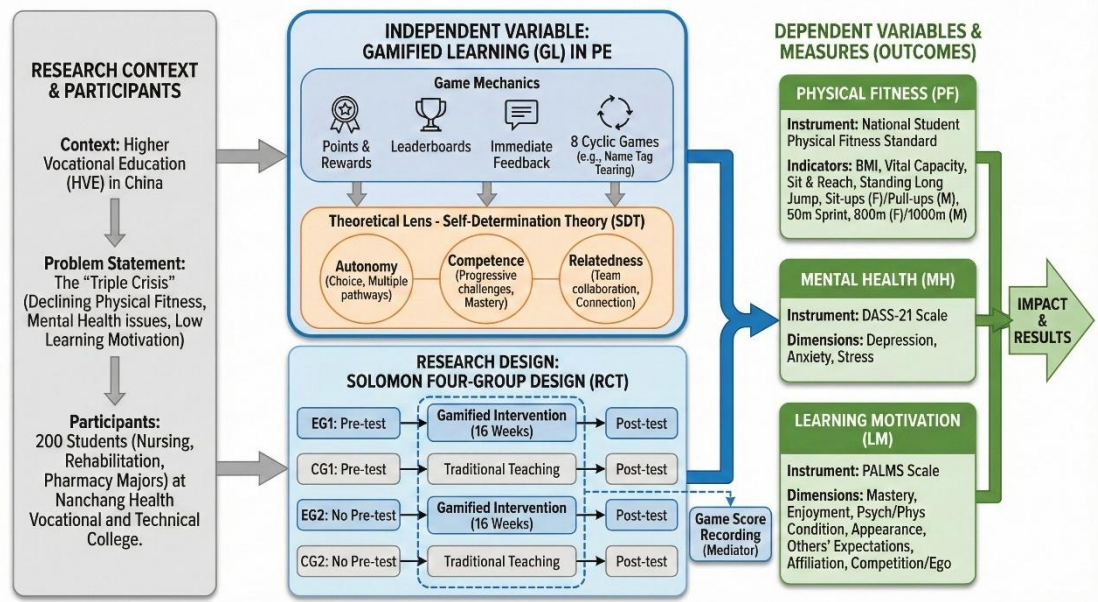 RESEARCH CONTEXT
& PARTICIPANTS
Context: Higher
Vocational Education
(HVE) in China
Problem Statement:
The “Triple Crisis”
(Declining Physical Fitness,
Mental Health issues, Low
Learning Motivation)
Participants:
200 Students (Nursing,
Rehabilitation,
Pharmacy Majors) at
Nanchang Health
Vocational and Technical
College.
INDEPENDENT VARIABLE:
GAMIFIED LEARNING (GL) IN PE
Game Mechanics
Points &
Rewards
Leaderboards
Immediate
Feedback
8 Cyclic Games
(e.g., Name Tag
Tearing)
Theoretical Lens - Self-Determination Theory (SDT)
Autonomy
(Choice, Multiple
pathways)
Competence
(Progressive
challenges,
Mastery)
Relatedness
(Team
collaboration,
Connection)
RESEARCH DESIGN:
SOLOMON FOUR-GROUP DESIGN (RCT)
EG1: Pre-test
Gamified Intervention
(16 Weeks)
Post-test
CG1: Pre-test
Traditional Teaching
Post-test
EG2: No Pre-test
Gamified Intervention
(16 Weeks)
Post-test
CG2: No Pre-test
Traditional Teaching
Post-test
Game Score
Recording
(Mediator)
DEPENDENT VARIABLES &
MEASURES (OUTCOMES)
PHYSICAL FITNESS (PF)
Instrument: National Student
Physical Fitness Standard
Indicators: BMI, Vital Capacity,
Sit & Reach, Standing Long
Jump, Sit-ups (F)/Pull-ups (M),
50m Sprint, 800m (F)/1000m (M)
MENTAL HEALTH (MH)
Instrument: DASS-21 Scale
Dimensions: Depression,
Anxiety, Stress
LEARNING MOTIVATION
(LM)
Instrument: PALMS Scale
Dimensions: Mastery,
Enjoyment, Psych/Phys
Condition, Appearance,
Others’ Expectations,
Affiliation, Competition/Ego
IMPACT
&
RESULTS